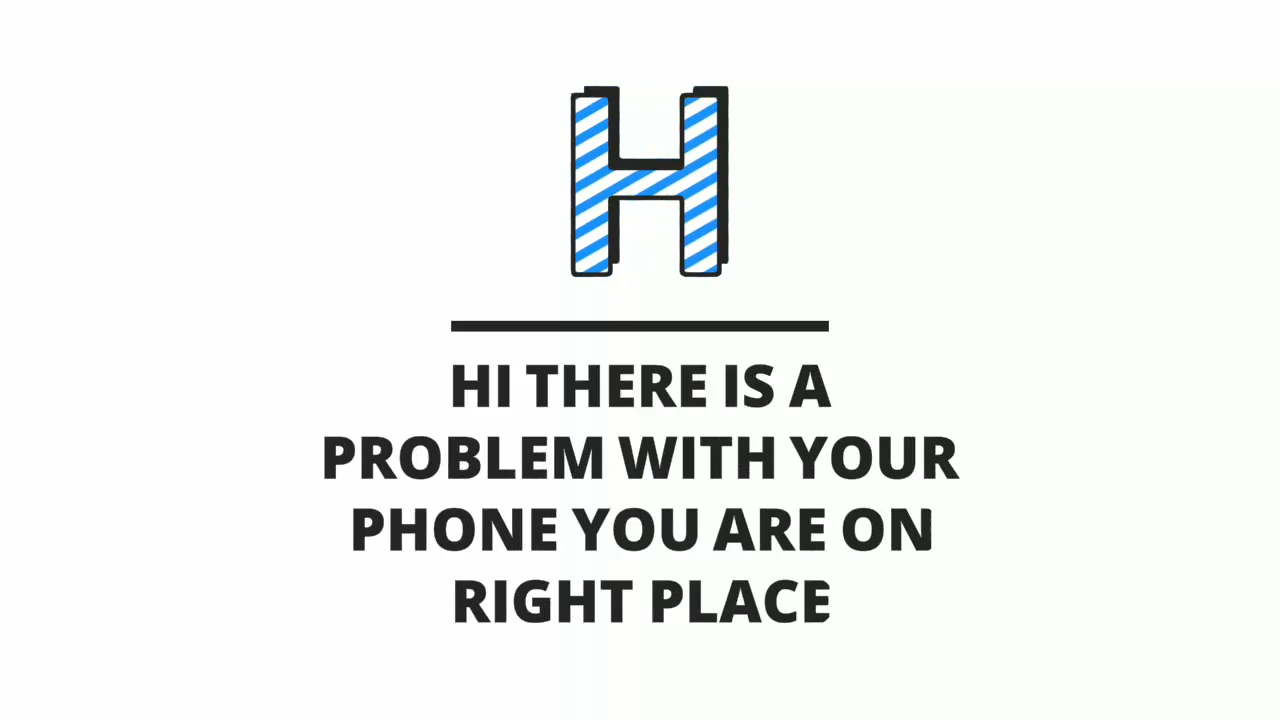 H
HI THERE IS A
PROBLEM WITH YOUR
PHONE YOU ARE ON
RIGHT PLACE